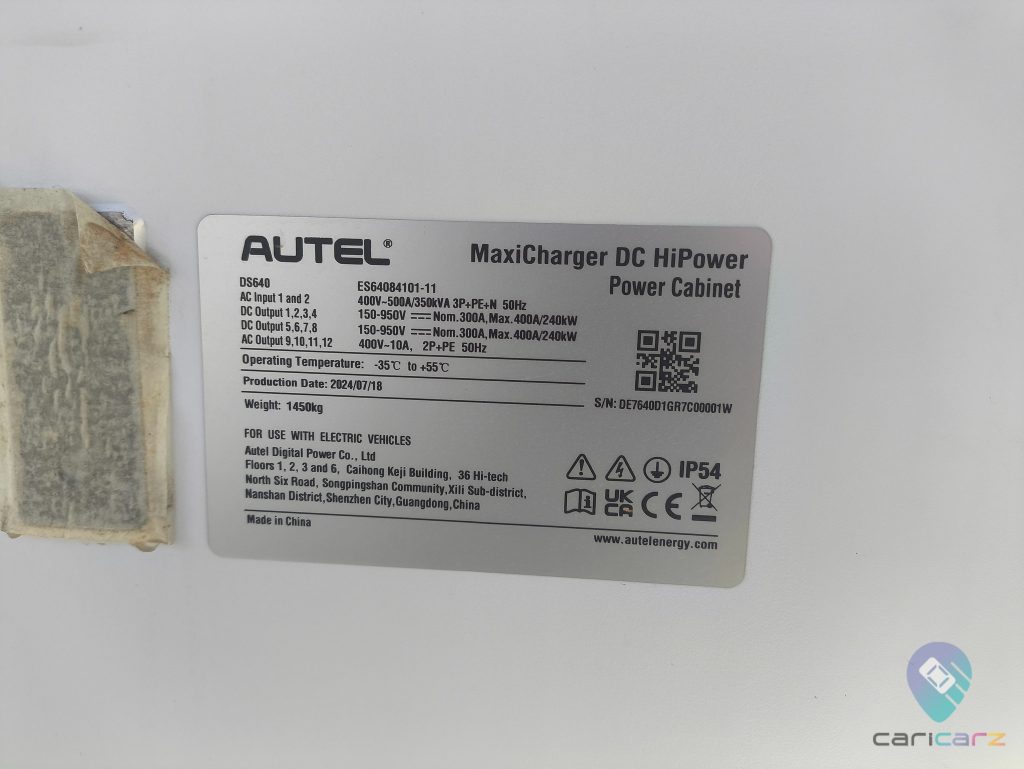 AUTEL®
MaxiCharger DC HiPower
Power Cabinet
DS640 ES64084101-11
AC Input 1 and 2 400V~500A/350kVA 3P+PE+N 50Hz
DC Output 1,2,3,4 150-950V ⎓ Nom.300A,Max.400A/240kW
DC Output 5,6,7,8 150-950V ⎓ Nom.300A,Max.400A/240kW
AC Output 9,10,11,12 400V~10A, 2P+PE 50Hz
Operating Temperature: -35℃ to +55℃
Production Date: 2024/07/18
Weight: 1450kg
S/N: DE7640D1GR7C00001W
FOR USE WITH ELECTRIC VEHICLES
Autel Digital Power Co., Ltd
Floors 1, 2, 3 and 6, Caihong Keji Building, 36 Hi-tech
North Six Road, Songpingshan Community,Xili Sub-district,
Nanshan District,Shenzhen City,Guangdong,China
IP54
UK
CA
CE
Made in China
www.autelenergy.com
caricarz